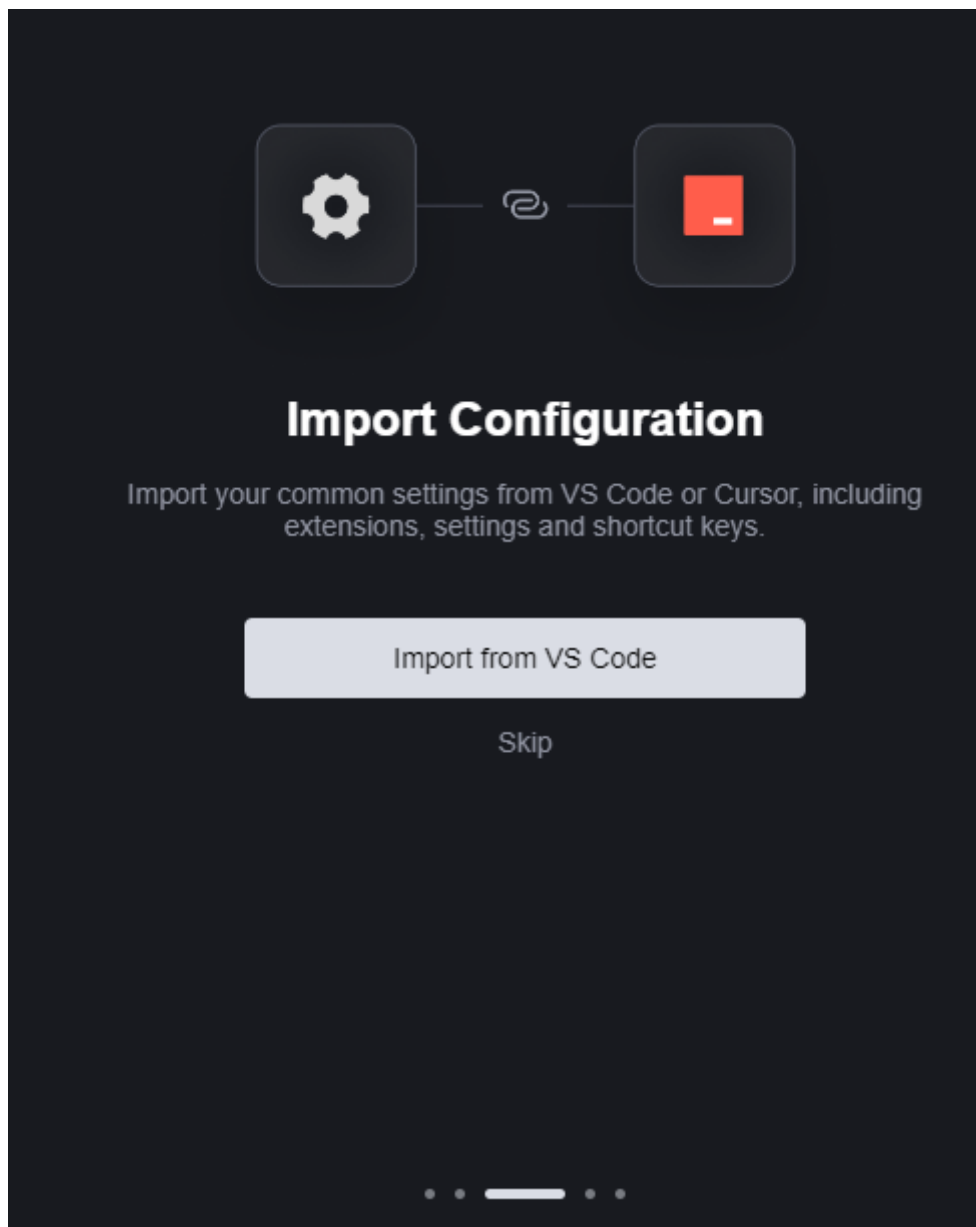 Import Configuration
Import your common settings from VS Code or Cursor, including
extensions, settings and shortcut keys.
Import from VS Code
Skip